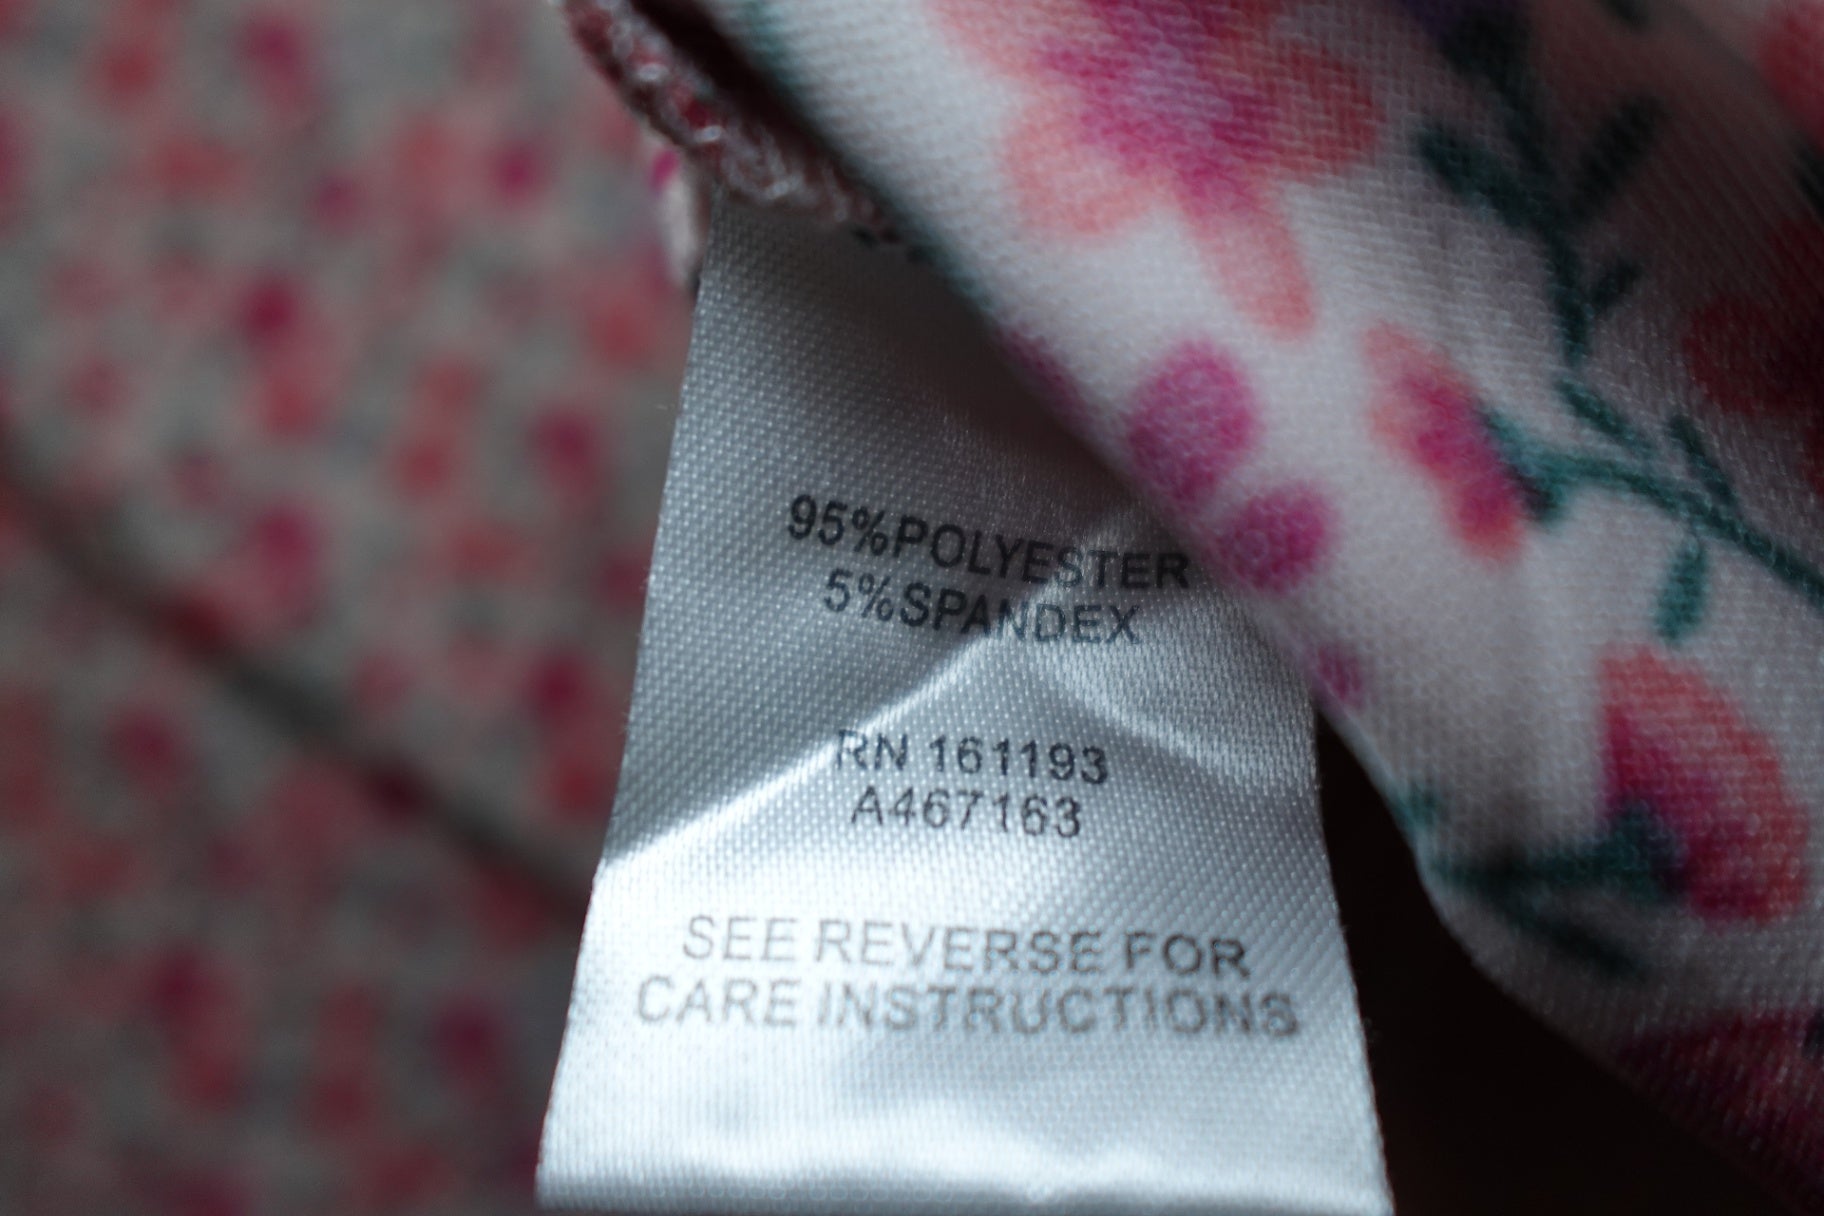 95%POLYESTER
5%SPANDEX
RN 161193
A467163
SEE REVERSE FOR
CARE INSTRUCTIONS